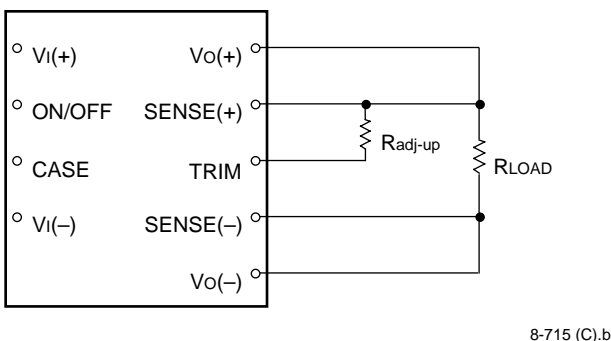 VI(+) VO(+)
ON/OFF SENSE(+)
Radj-up
CASE TRIM
RLOAD
VI(–) SENSE(–)
VO(–)
8-715 (C).b